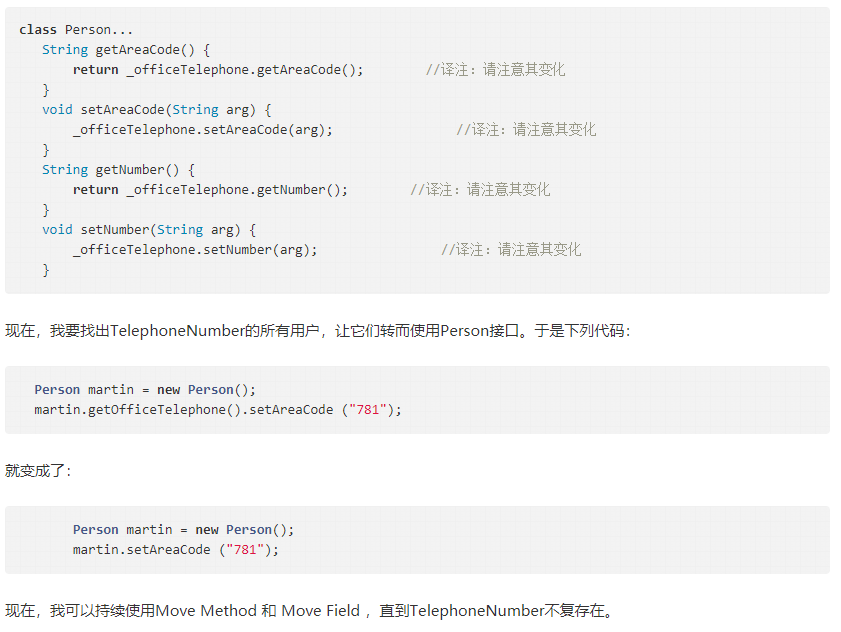 class Person...
   String getAreaCode() {
       return _officeTelephone.getAreaCode();        //译注：请注意其变化
   }
   void setAreaCode(String arg) {
       _officeTelephone.setAreaCode(arg);                //译注：请注意其变化
   }
   String getNumber() {
       return _officeTelephone.getNumber();        //译注：请注意其变化
   }
   void setNumber(String arg) {
       _officeTelephone.setNumber(arg);                //译注：请注意其变化
   }
现在，我要找出TelephoneNumber的所有用户，让它们转而使用Person接口。于是下列代码：
Person martin = new Person();
martin.getOfficeTelephone().setAreaCode ("781");
就变成了：
Person martin = new Person();
martin.setAreaCode ("781");
现在，我可以持续使用Move Method 和 Move Field ，直到TelephoneNumber不复存在。